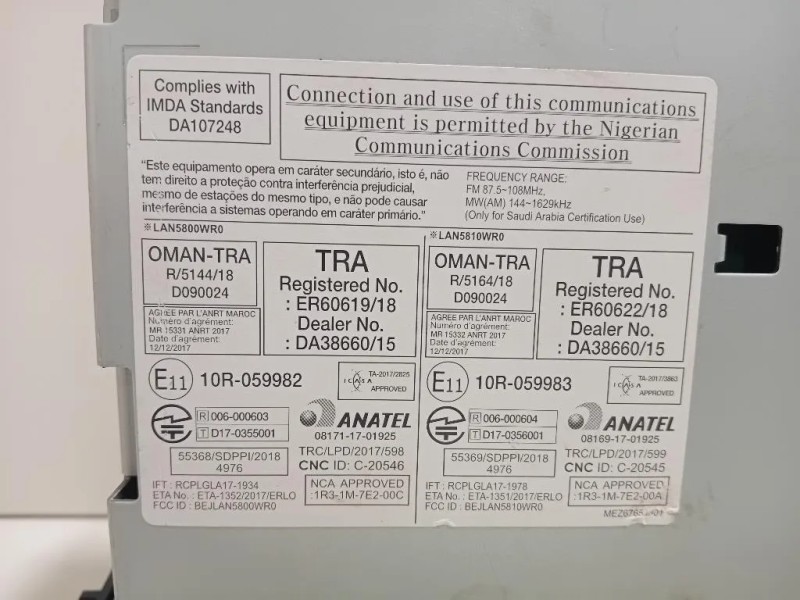 Complies with
IMDA Standards
DA107248
Connection and use of this communications
equipment is permitted by the Nigerian
Communications Commission
"Este equipamento opera em caráter secundário, isto é, não
tem direito a proteção contra interferência prejudicial,
mesmo de estações do mesmo tipo, e não pode causar
interferência a sistemas operando em caráter primário."
FREQUENCY RANGE:
FM 87.5~108MHz,
MW(AM) 144~1629kHz
(Only for Saudi Arabia Certification Use)
※LAN5800WR0
OMAN-TRA
R/5144/18
D090024
TRA
Registered No.
: ER60619/18
Dealer No.
: DA38660/15
AGREE PAR L'ANRT MAROC
Numéro d'agrément:
MR 15331 ANRT 2017
Date d'agrément:
12/12/2017
E11 10R-059982
ICASA
TA-2017/2825
APPROVED
R 006-000603
T D17-0355001
ANATEL
08171-17-01925
55368/SDPPI/2018
4976
TRC/LPD/2017/598
CNC ID: C-20546
IFT : RCPLGLA17-1934
ETA No. : ETA-1352/2017/ERLO
FCC ID : BEJLAN5800WR0
NCA APPROVED
:1R3-1M-7E2-00C
※LAN5810WR0
OMAN-TRA
R/5164/18
D090024
TRA
Registered No.
: ER60622/18
Dealer No.
: DA38660/15
AGREE PAR L'ANRT MAROC
Numéro d'agrément:
MR 15332 ANRT 2017
Date d'agrément:
12/12/2017
E11 10R-059983
ICASA
TA-2017/3863
APPROVED
R 006-000604
T D17-0356001
ANATEL
08169-17-01925
55369/SDPPI/2018
4976
TRC/LPD/2017/599
CNC ID: C-20545
IFT : RCPLGLA17-1978
ETA No. : ETA-1351/2017/ERLO
FCC ID : BEJLAN5810WR0
NCA APPROVED
:1R3-1M-7E2-00A